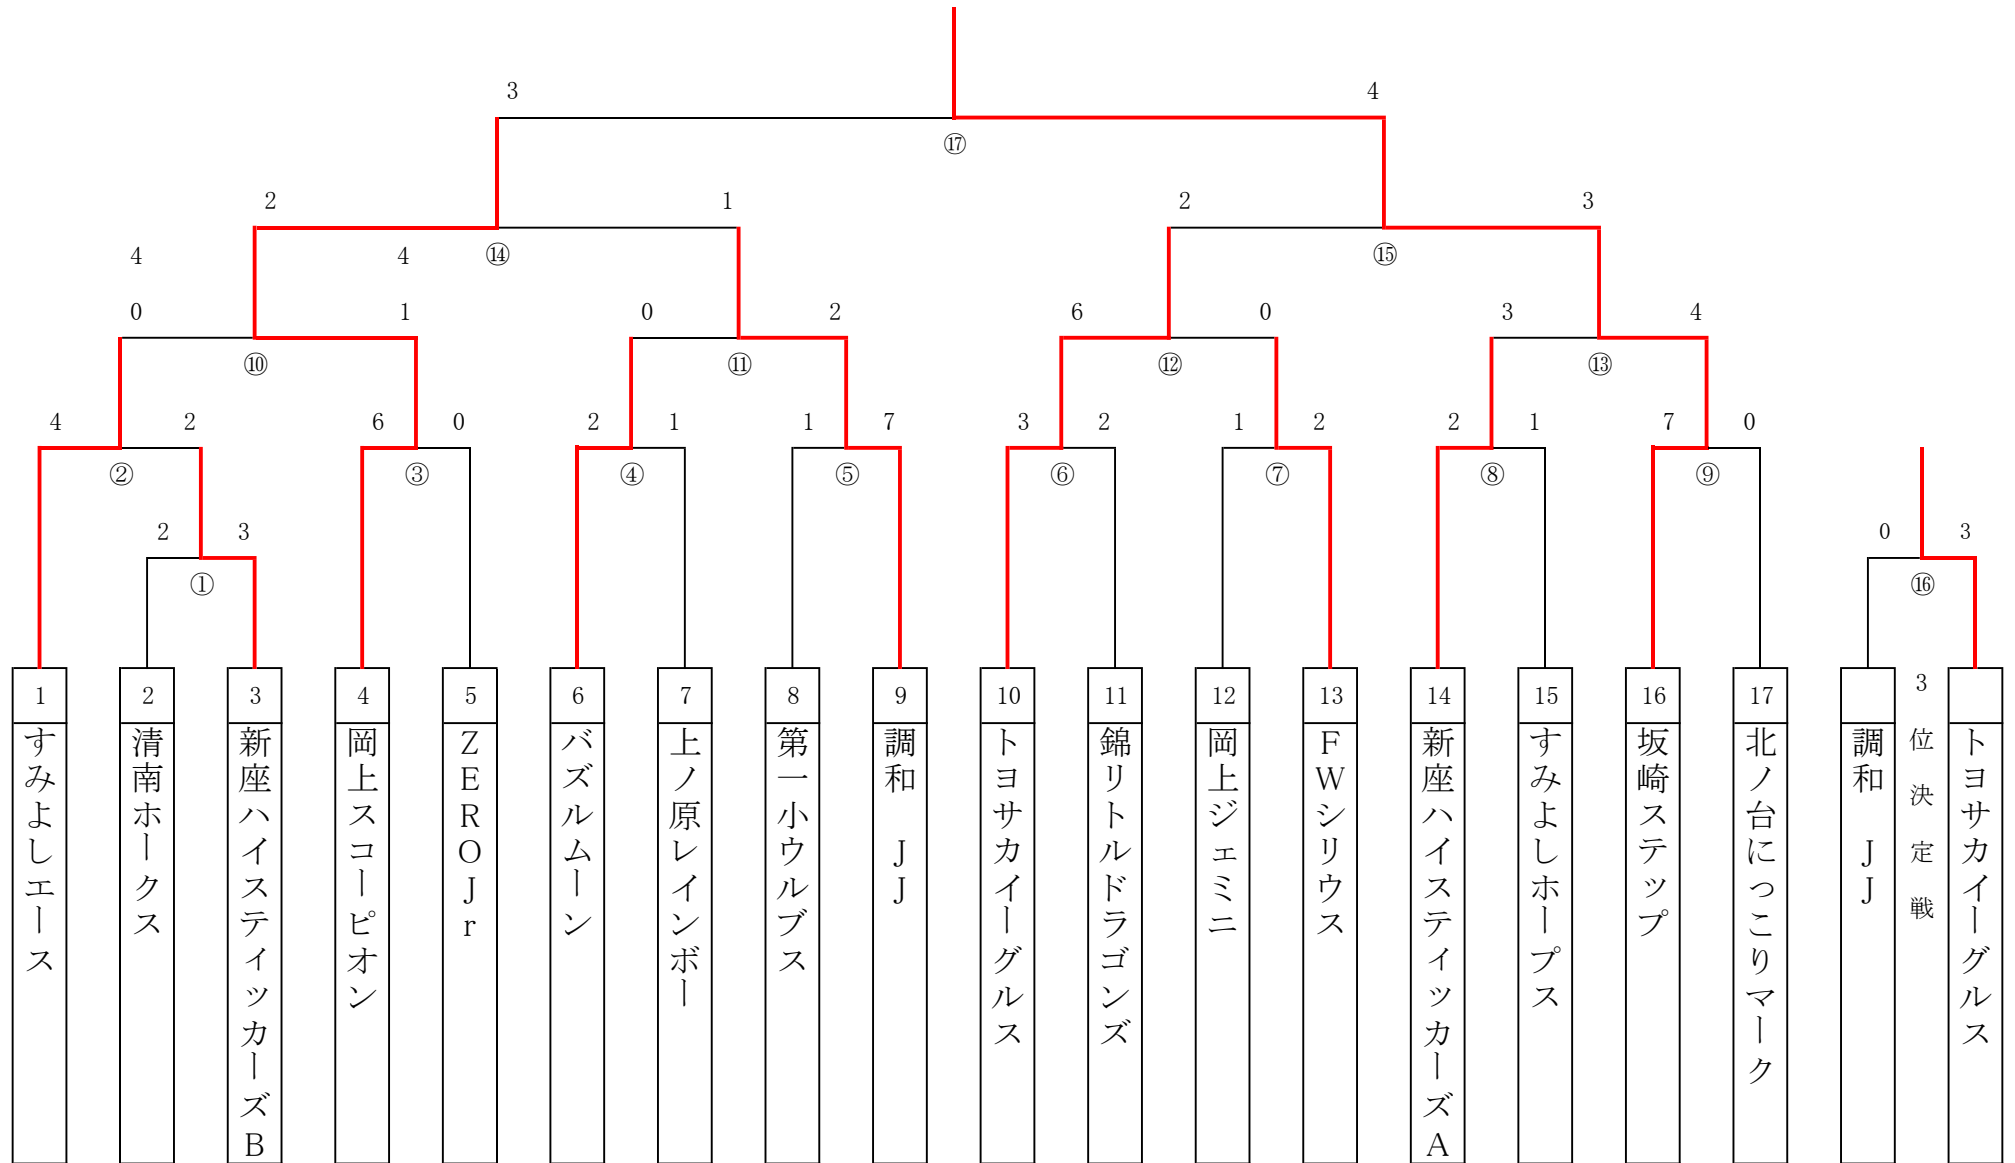 3 4
⑰
2 1 2 3
4 4 ⑭ ⑮
0 1 0 2 6 0 3 4
⑩ ⑪ ⑫ ⑬
4 2 6 0 2 1 1 7 3 2 1 2 2 1 7 0
② ③ ④ ⑤ ⑥ ⑦ ⑧ ⑨
2 3 0 3
① ⑯
1 すみよしエース
2 清南ホークス
3 新座ハイスティッカーズB
4 岡上スコーピオン
5 ZEROJr
6 バズルムーン
7 上ノ原レインボー
8 第一小ウルブス
9 調和 JJ
10 トヨサカイーグルス
11 錦リトルドラゴンズ
12 岡上ジェミニ
13 FWシリウス
14 新座ハイスティッカーズA
15 すみよしホープス
16 坂崎ステップ
17 北ノ台にっこりマーク
調和 JJ
3位決定戦
トヨサカイーグルス